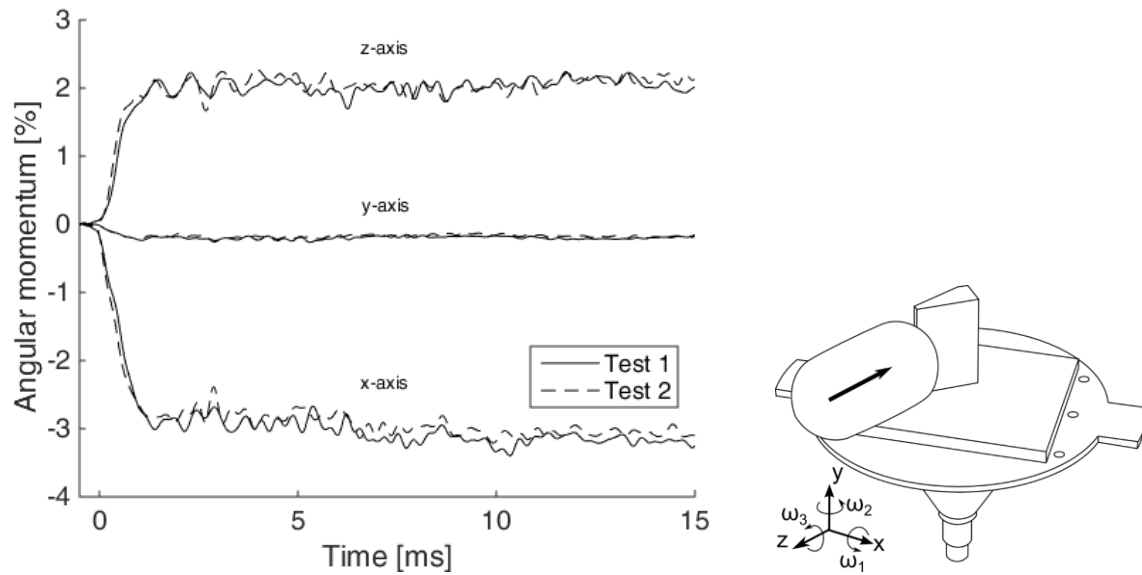 3
z-axis
2
1
y-axis
0
-1
-2
Test 1
Test 2
x-axis
-3
-4
0
5
10
15
Time [ms]
Angular momentum [%]
y
ω2
ω3
z
x
ω1